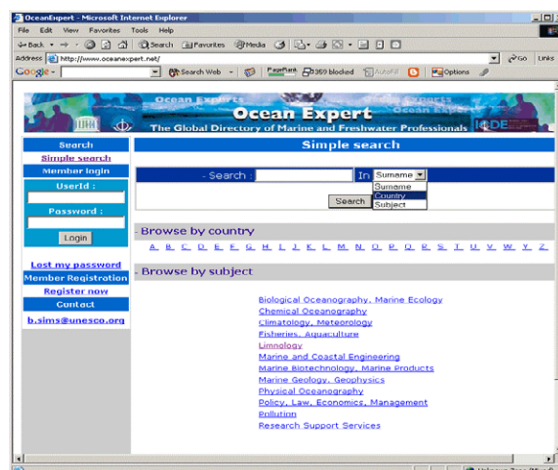 OceanExpert - Microsoft Internet Explorer
File Edit View Favorites Tools Help
Back Search Favorites Media
Address http://www.oceanexpert.net/ Go Links
Google Search Web PageRank 369 blocked AutoFill Options
Ocean Experts
Ocean Expert
The Global Directory of Marine and Freshwater Professionals
Search
Simple search
Member login
UserId :
Password :
Login
Lost my password
Member Registration
Register now
Contact
b.sims@unesco.org
Simple search
- Search : In Surname
Surname
Country
Subject
Search
- Browse by country
A B C D E F G H I J K L M N O P Q R S T U V W Y Z
- Browse by subject
Biological Oceanography, Marine Ecology
Chemical Oceanography
Climatology, Meteorology
Fisheries, Aquaculture
Limnology
Marine and Coastal Engineering
Marine Biotechnology, Marine Products
Marine Geology, Geophysics
Physical Oceanography
Policy, Law, Economics, Management
Pollution
Research Support Services